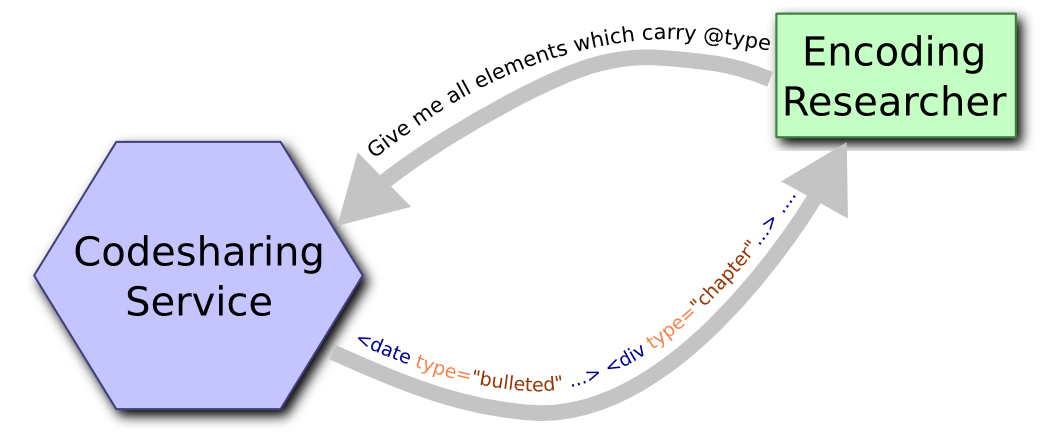 Give me all elements which carry @type
Encoding
Researcher
Codesharing
Service
<date type="bulleted" ...> <div type="chapter" ...> ....